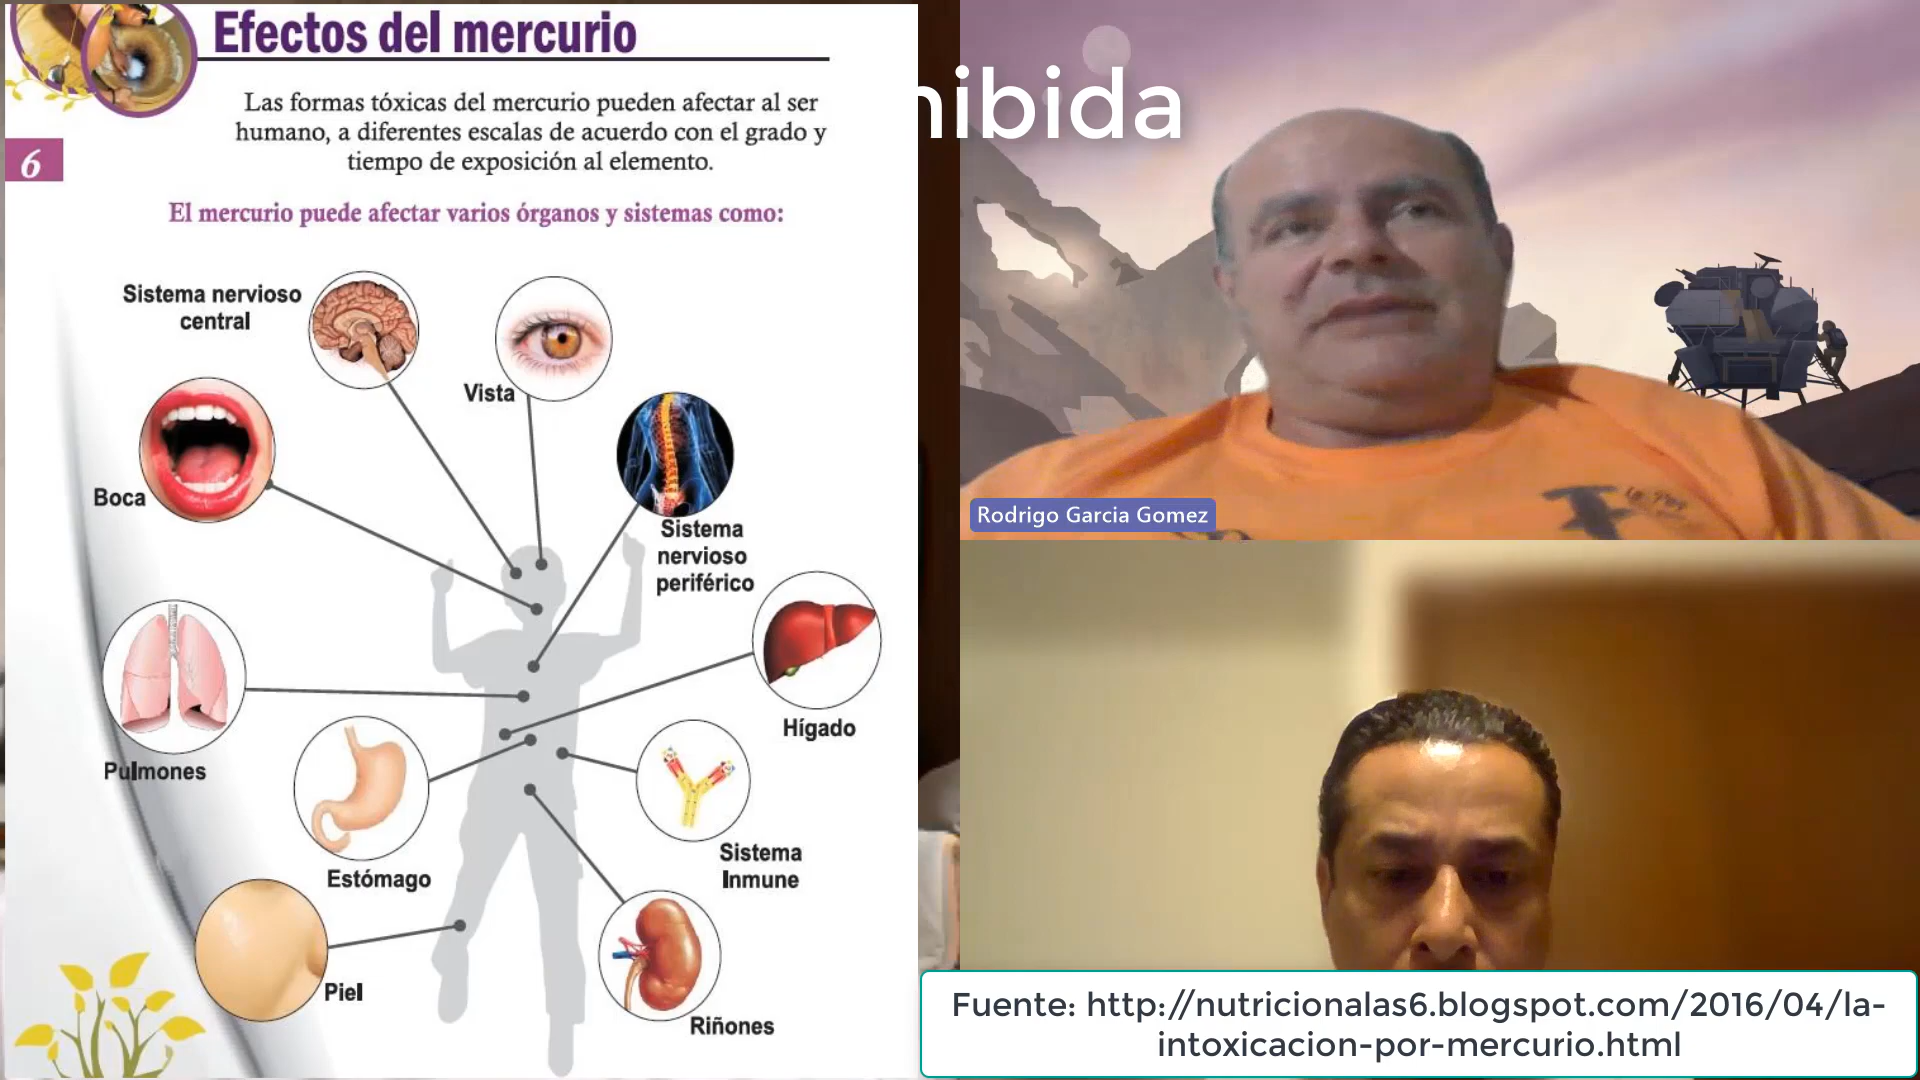 Efectos del mercurio
Las formas tóxicas del mercurio pueden afectar al ser
humano, a diferentes escalas de acuerdo con el grado y
tiempo de exposición al elemento.
6
El mercurio puede afectar varios órganos y sistemas como:
Sistema nervioso
central
Vista
Boca
Sistema
nervioso
periférico
Pulmones
Hígado
Estómago
Sistema
Inmune
Piel
Riñones
hibida
Rodrigo Garcia Gomez
Fuente: http://nutricionalas6.blogspot.com/2016/04/la-
intoxicacion-por-mercurio.html